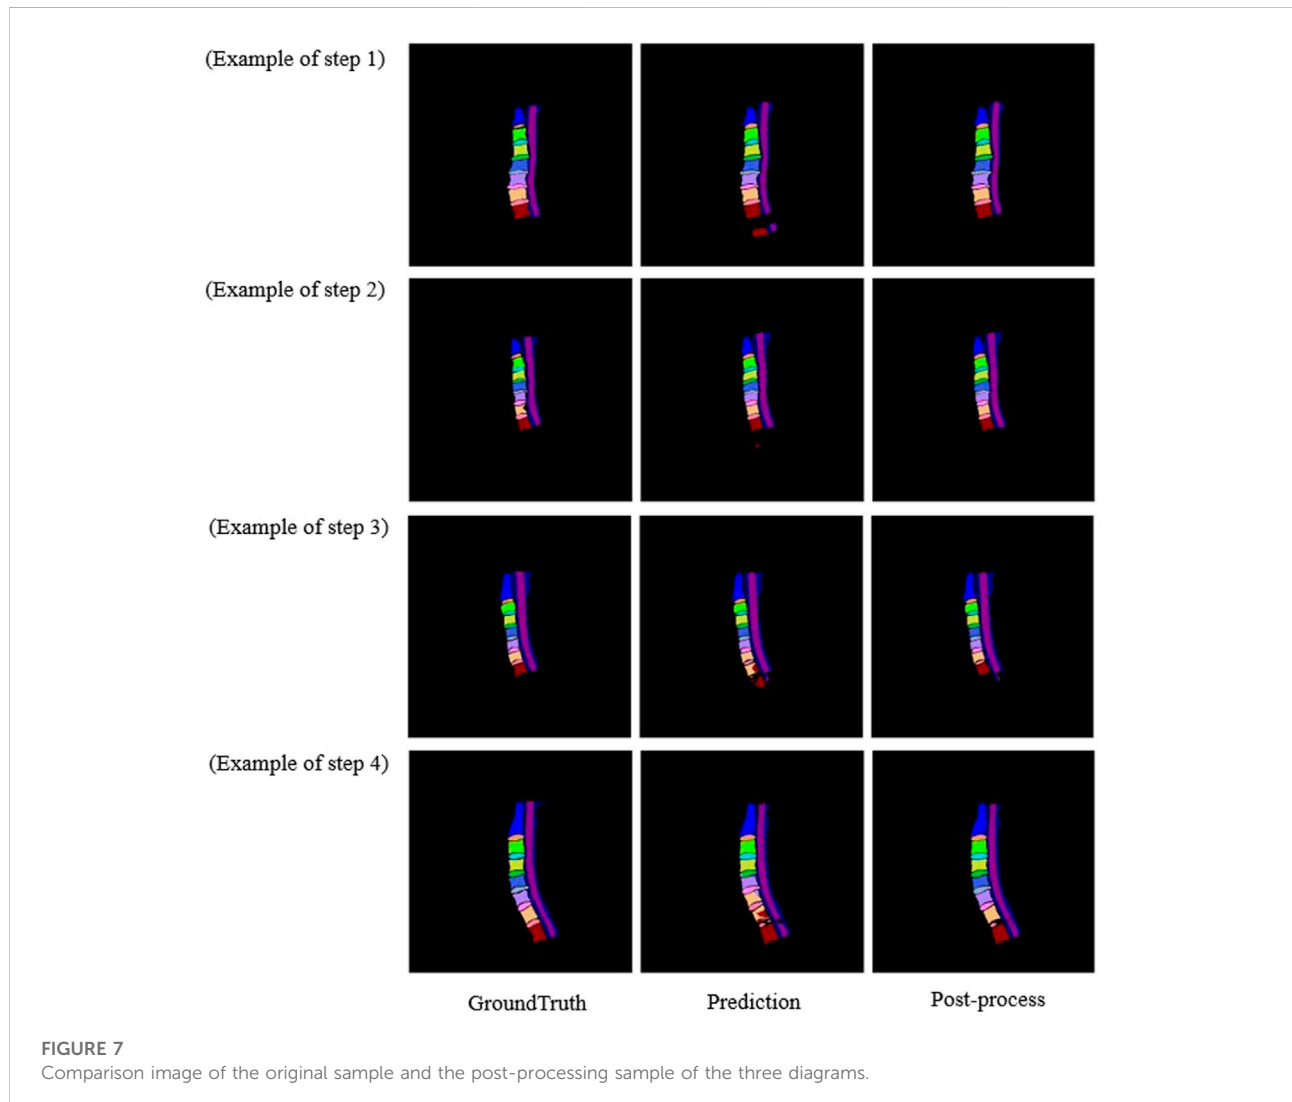 (Example of step 1)
(Example of step 2)
(Example of step 3)
(Example of step 4)
GroundTruth
Prediction
Post-process
FIGURE 7
Comparison image of the original sample and the post-processing sample of the three diagrams.